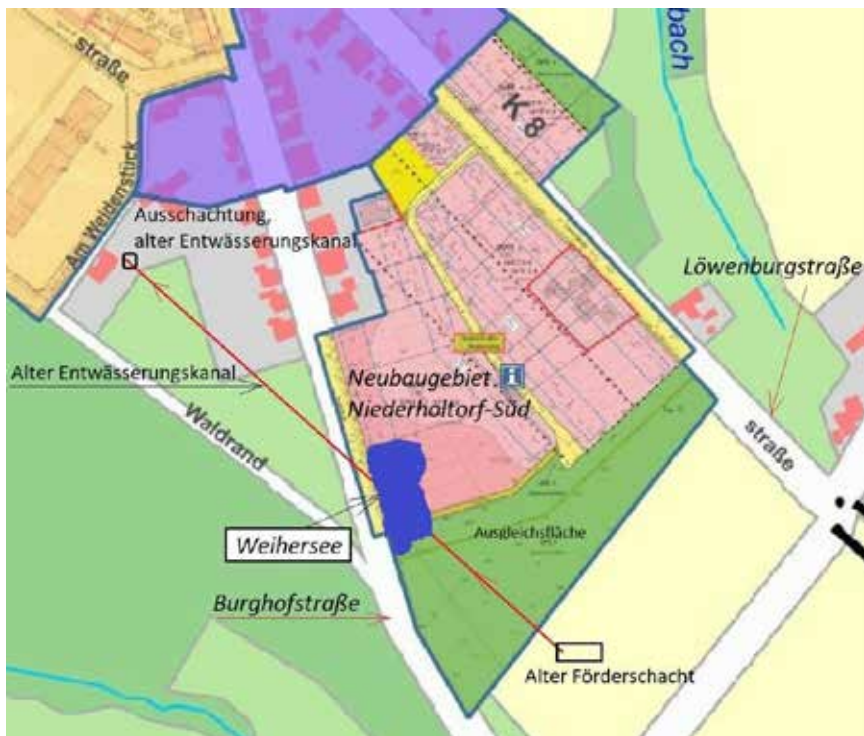 straße
bach
K 8
Am Weidenstück
Ausschachtung,
alter Entwässerungskanal
Löwenburgstraße
Alter Entwässerungskanal
Neubaugebiet
Niederholtorf-Süd
Waldrand
straße
Weihersee
Ausgleichsfläche
Burghofstraße
Alter Förderschacht